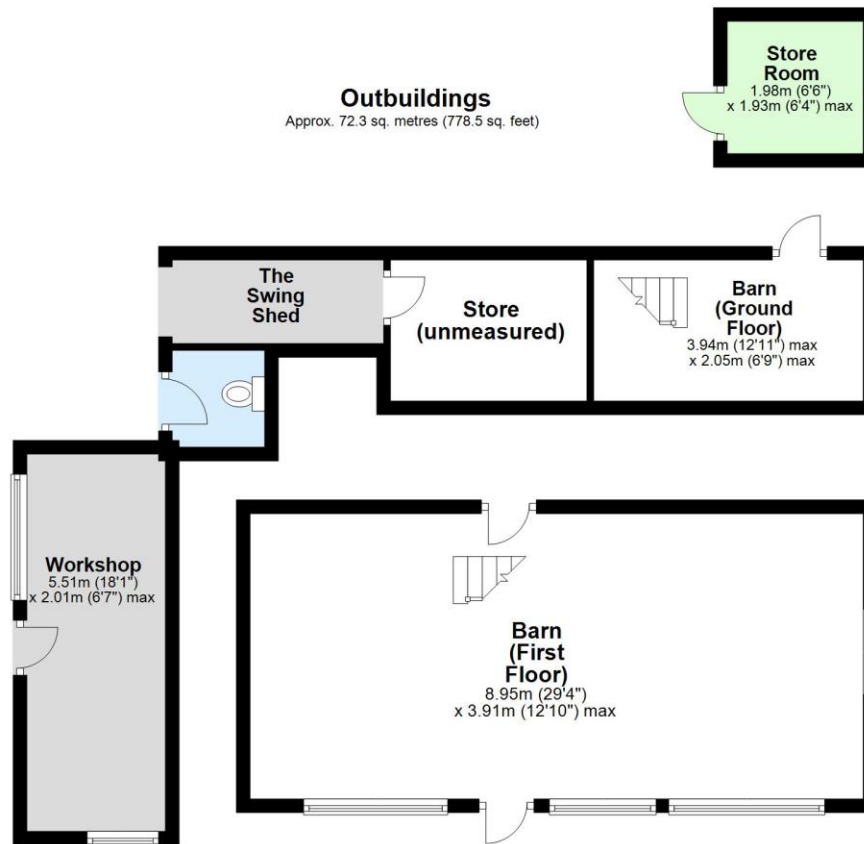 Outbuildings
Approx. 72.3 sq. metres (778.5 sq. feet)
Store
Room
1.98m (6'6")
x 1.93m (6'4") max
The
Swing
Shed
Store
(unmeasured)
Barn
(Ground
Floor)
3.94m (12'11") max
x 2.05m (6'9") max
Workshop
5.51m (18'1")
x 2.01m (6'7") max
Barn
(First
Floor)
8.95m (29'4")
x 3.91m (12'10") max